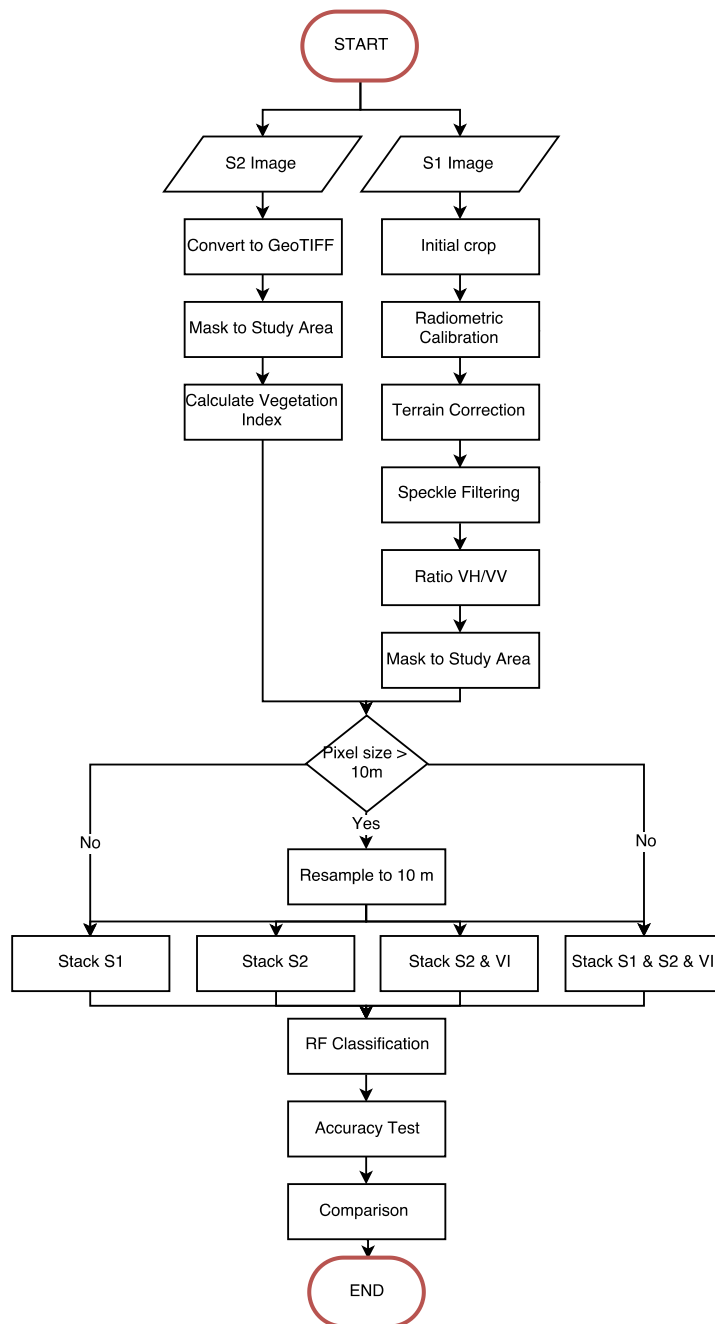 START
S2 Image
S1 Image
Convert to GeoTIFF
Initial crop
Mask to Study Area
Radiometric
Calibration
Calculate Vegetation
Index
Terrain Correction
Speckle Filtering
Ratio VH/VV
Mask to Study Area
Pixel size >
10m
Yes
No
No
Resample to 10 m
Stack S1
Stack S2
Stack S2 & VI
Stack S1 & S2 & VI
RF Classification
Accuracy Test
Comparison
END